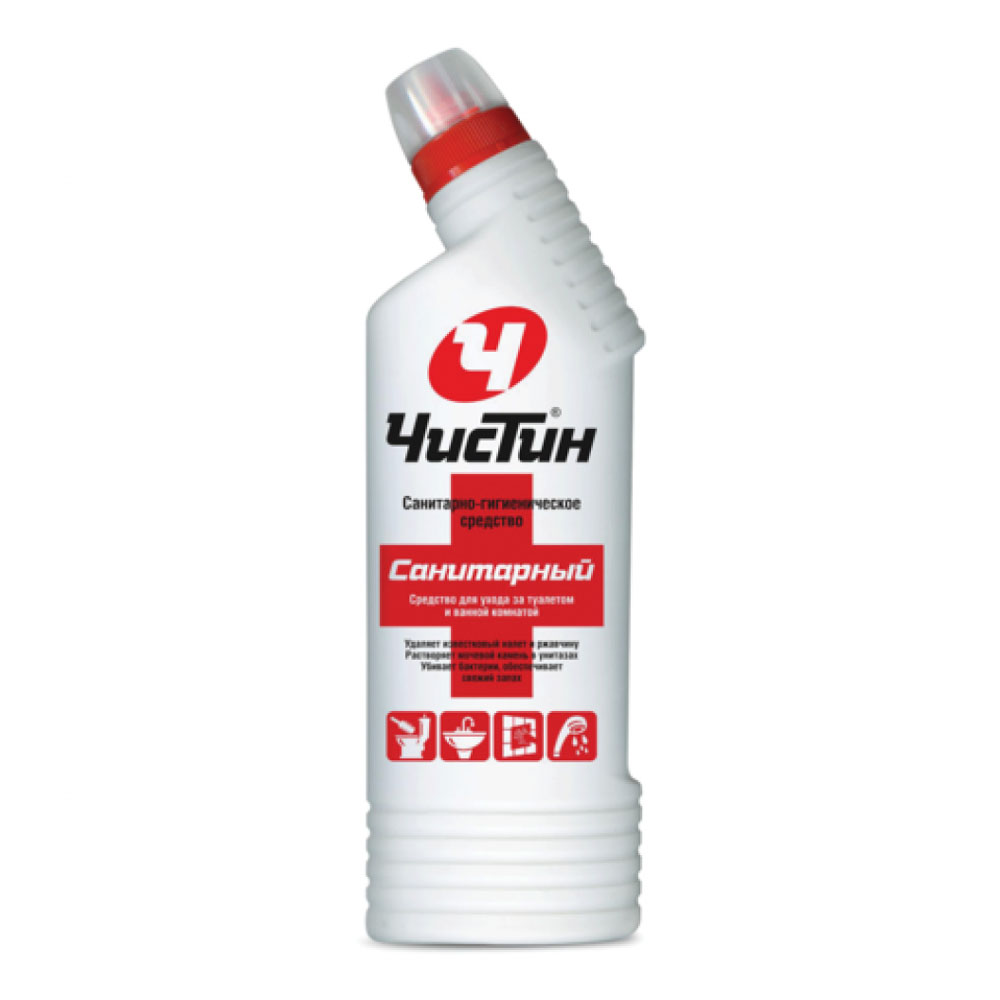 Ч
ЧисТин®
Санитарно-гигиеническое
средство
Санитарный
Средство для ухода за туалетом
и ванной комнатой
Удаляет известковый налет и ржавчину
Растворяет мочевой камень в унитазах
Убивает бактерии, обеспечивает
свежий запах